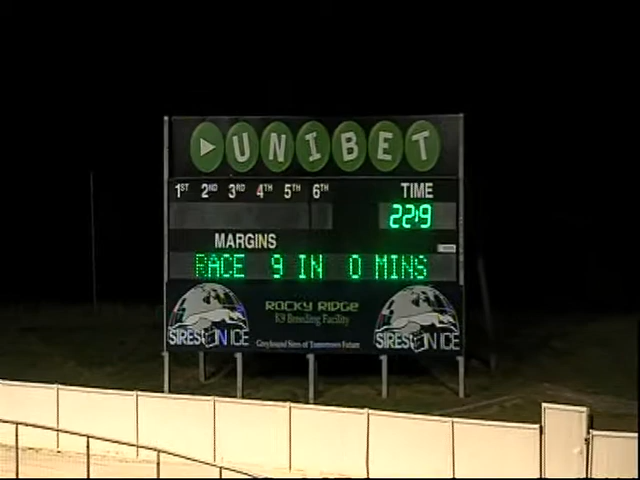 UNIBET
1ST 2ND 3RD 4TH 5TH 6TH TIME
22:9
MARGINS
RACE 9 IN 0 MINS
ROCKY RIDGE
K9 Breeding Facility
SIRES ON ICE
SIRES ON ICE
Greyhound Sires of Tomorrows Future